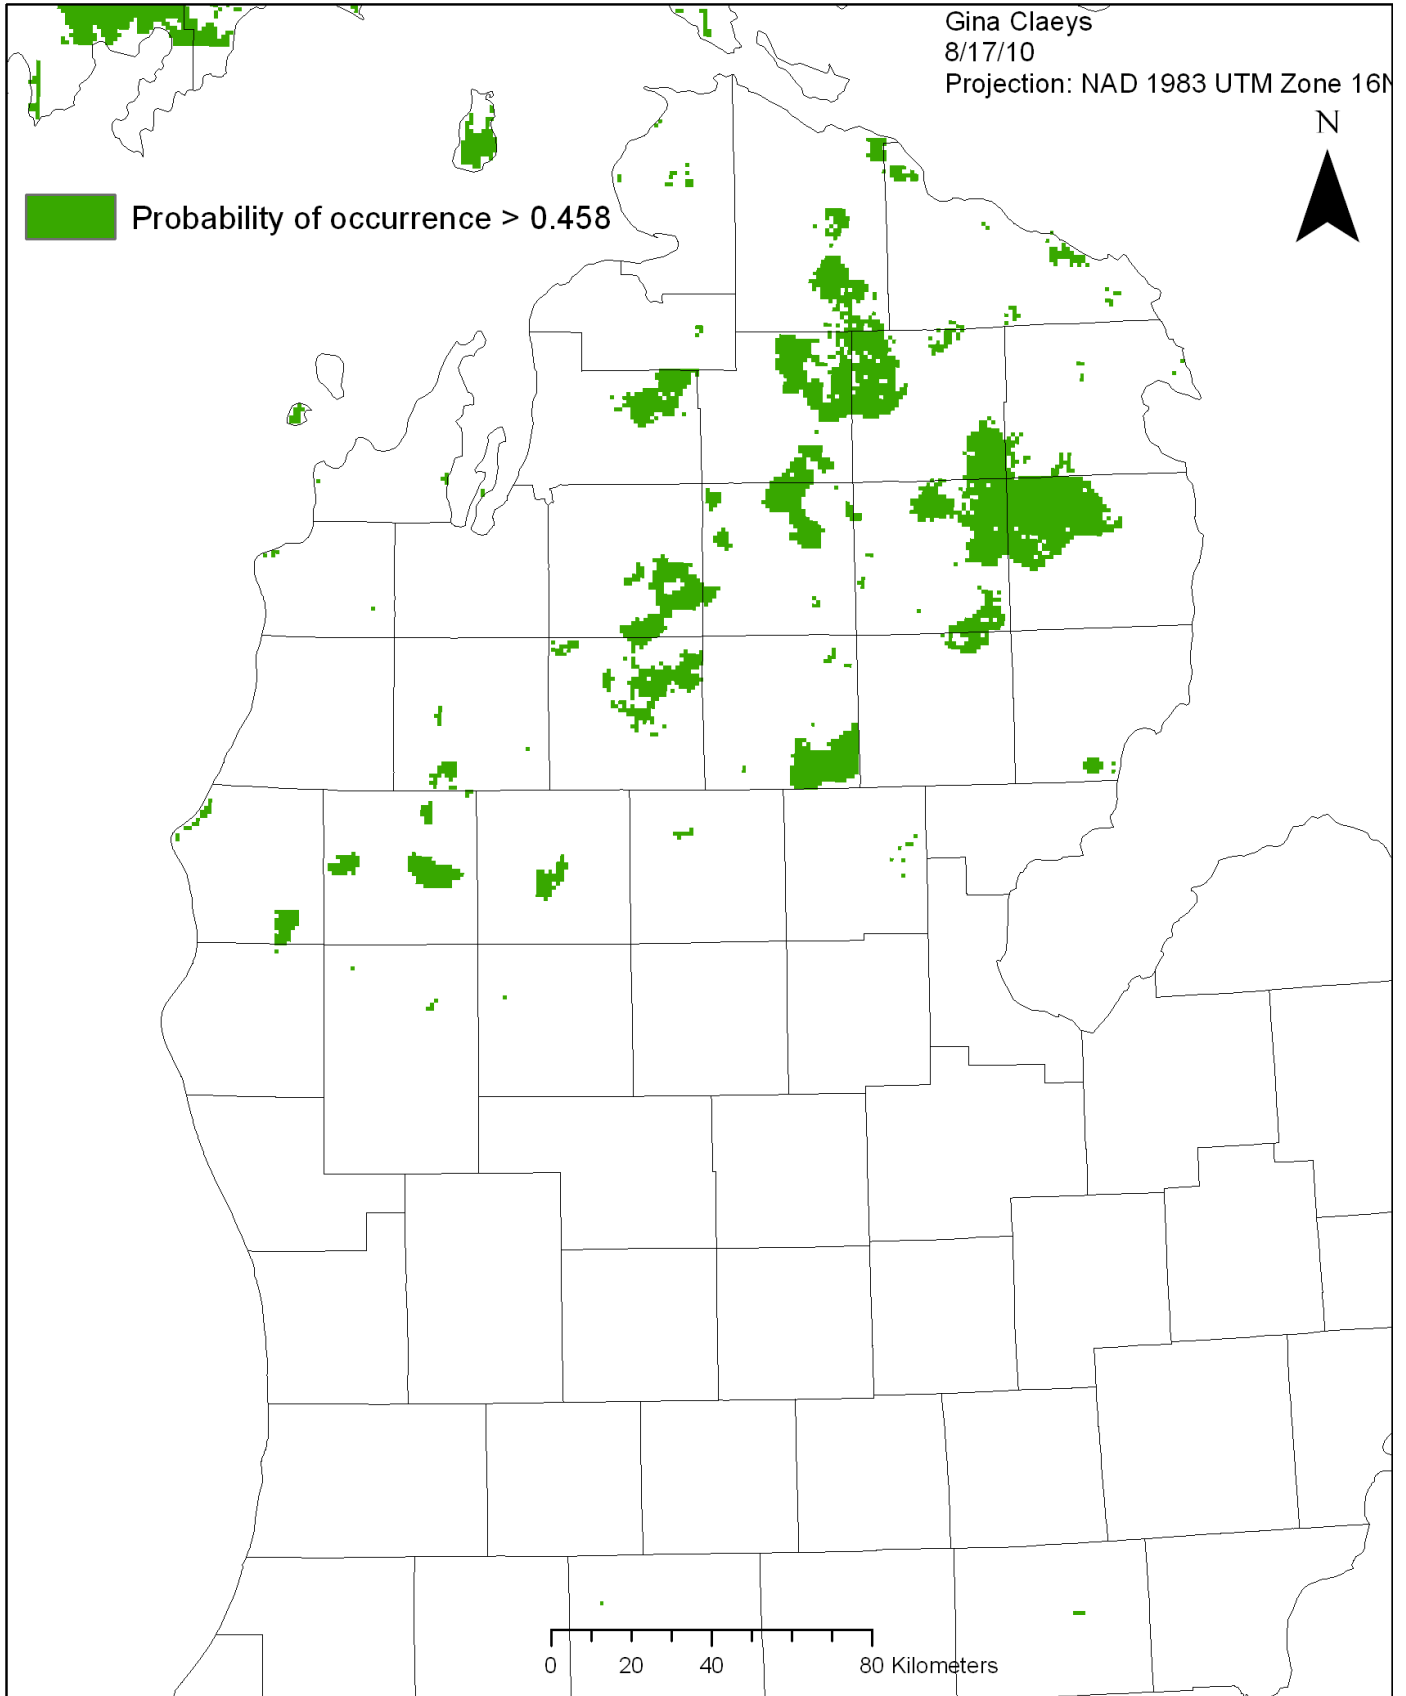 Gina Claeys
8/17/10
Projection: NAD 1983 UTM Zone 16N
N
Probability of occurrence > 0.458
0 20 40 80 Kilometers